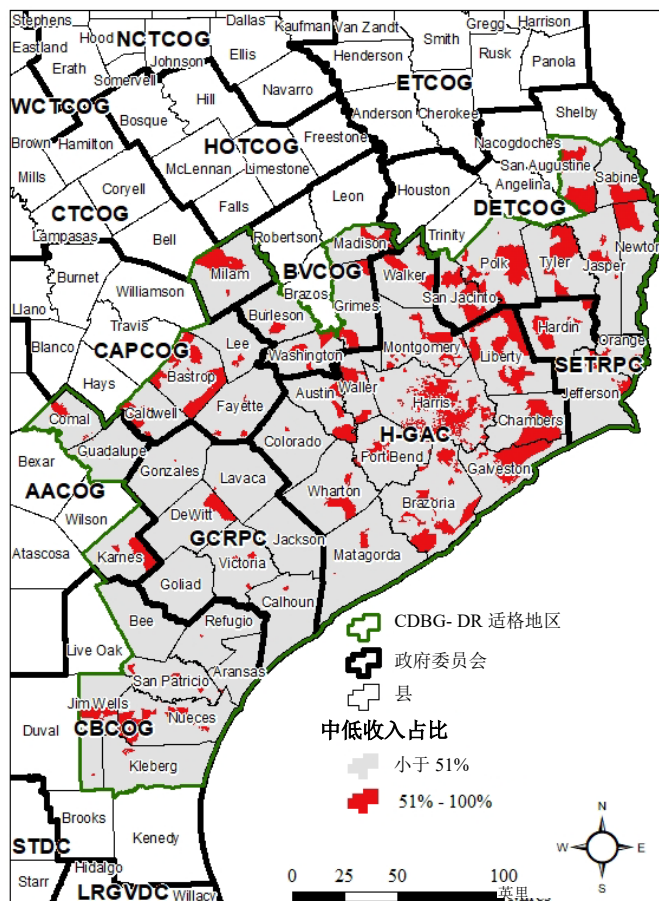 Stephens
Hood
NCTCOG
Dallas
Kaufman
Van Zandt
Smith
Gregg
Harrison
Eastland
Johnson
Ellis
Henderson
Rusk
Panola
Erath
Somervell
Navarro
ETCOG
WCTCOG
Bosque
Hill
Anderson
Cherokee
Shelby
Brown
Hamilton
HOTCOG
Freestone
Nacogdoches
McLennan
Limestone
San Augustine
Mills
Coryell
Leon
Houston
Angelina
Sabine
CTCOG
Falls
DETCOG
Lampasas
Bell
Robertson
Madison
Trinity
Newton
Burnet
Milam
BVCOG
Walker
Polk
Tyler
Jasper
Williamson
Brazos
Grimes
San Jacinto
Llano
Burleson
Travis
Lee
Washington
Montgomery
Liberty
Hardin
Blanco
CAPCOG
Bastrop
Orange
SETRPC
Hays
Austin
Waller
Harris
Jefferson
Caldwell
Fayette
Comal
Chambers
Colorado
H-GAC
Guadalupe
Fort Bend
Bexar
Gonzales
Galveston
Lavaca
AACOG
Wharton
Brazoria
Wilson
DeWitt
GCRPC
Jackson
Atascosa
Karnes
Victoria
Matagorda
Goliad
Calhoun
Bee
Refugio
CDBG- DR 适格地区
Live Oak
政府委员会
Aransas
San Patricio
县
Jim Wells
Nueces
中低收入占比
Duval
CBCOG
小于 51%
Kleberg
51% - 100%
Brooks
N
STDC
Kenedy
W
E
Hidalgo
S
Starr
LRGVDC
Willacy
0 25 50 100
英里